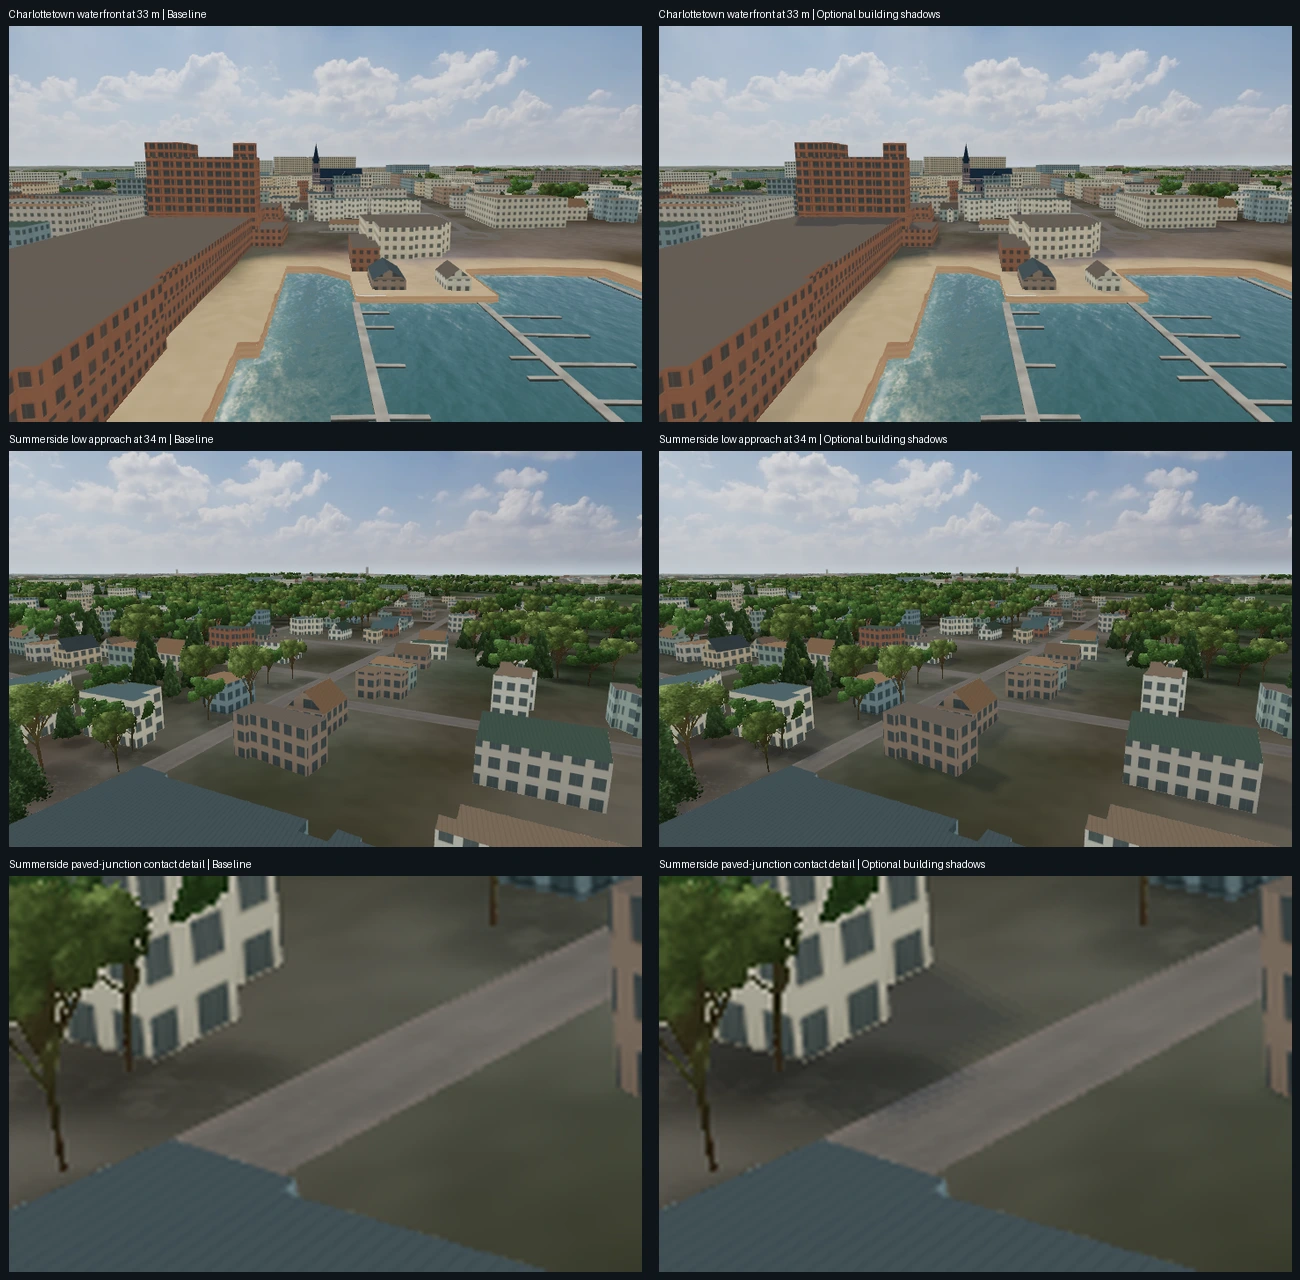 Charlottetown waterfront at 33 m | Baseline
Charlottetown waterfront at 33 m | Optional building shadows
Summerside low approach at 34 m | Baseline
Summerside low approach at 34 m | Optional building shadows
Summerside paved-junction contact detail | Baseline
Summerside paved-junction contact detail | Optional building shadows